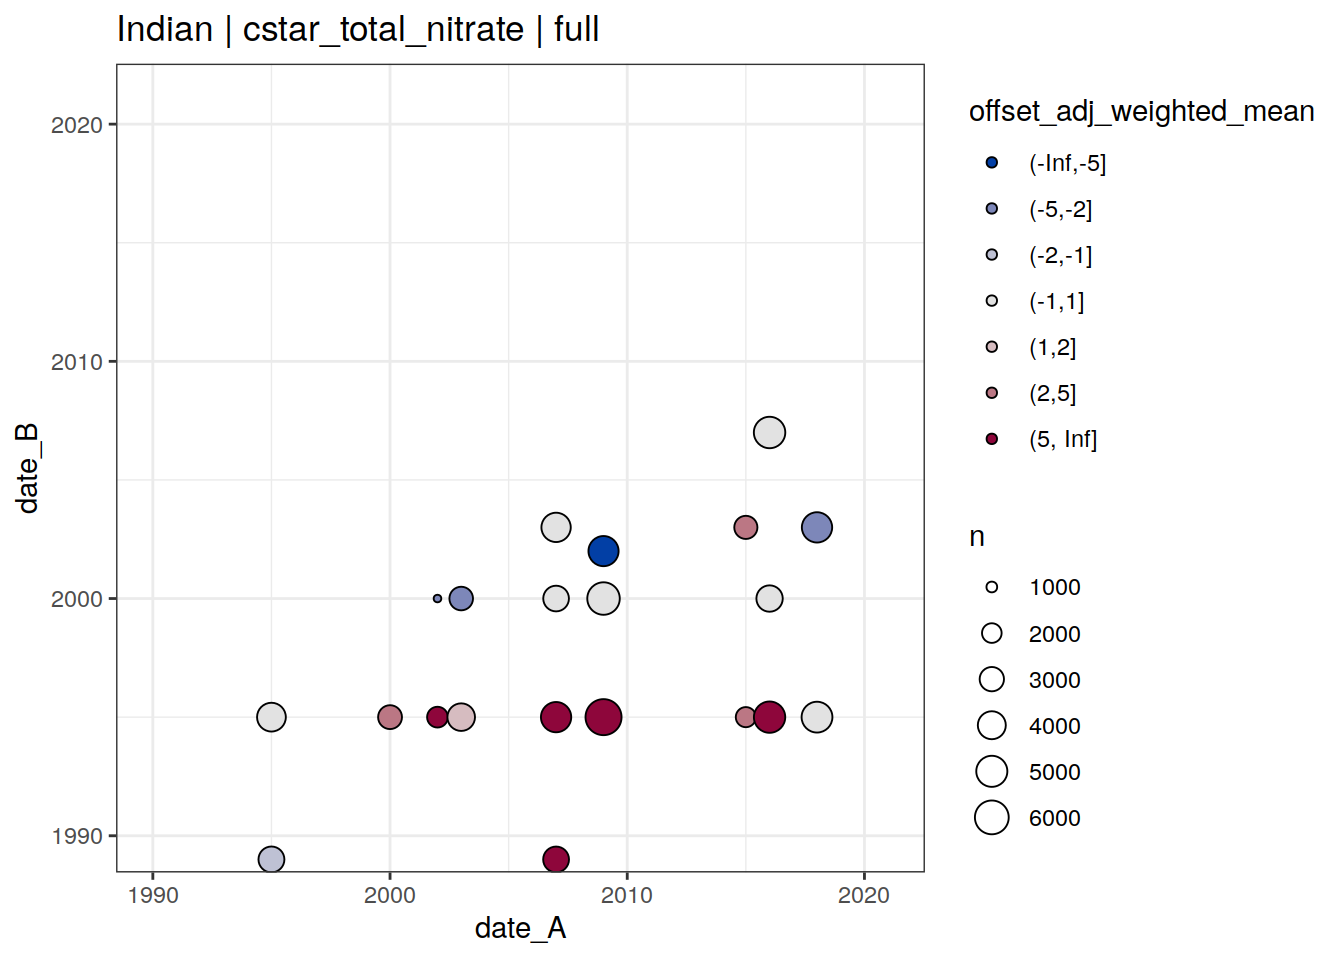 Indian | cstar_total_nitrate | full
2020
2010
2000
1990
date_B
1990
2000
2010
2020
date_A
offset_adj_weighted_mean
(-Inf,-5]
(-5,-2]
(-2,-1]
(-1,1]
(1,2]
(2,5]
(5, Inf]
n
1000
2000
3000
4000
5000
6000